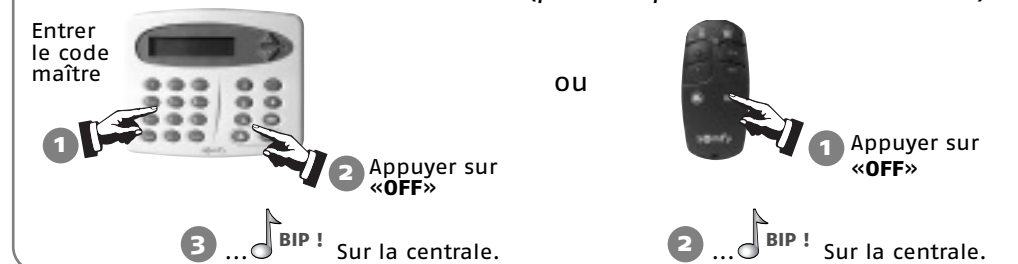 Entrer
le code
maître
1
2 Appuyer sur
«OFF»
3 ... BIP ! Sur la centrale.
ou
somfy
1 Appuyer sur
«OFF»
2 ... BIP ! Sur la centrale.